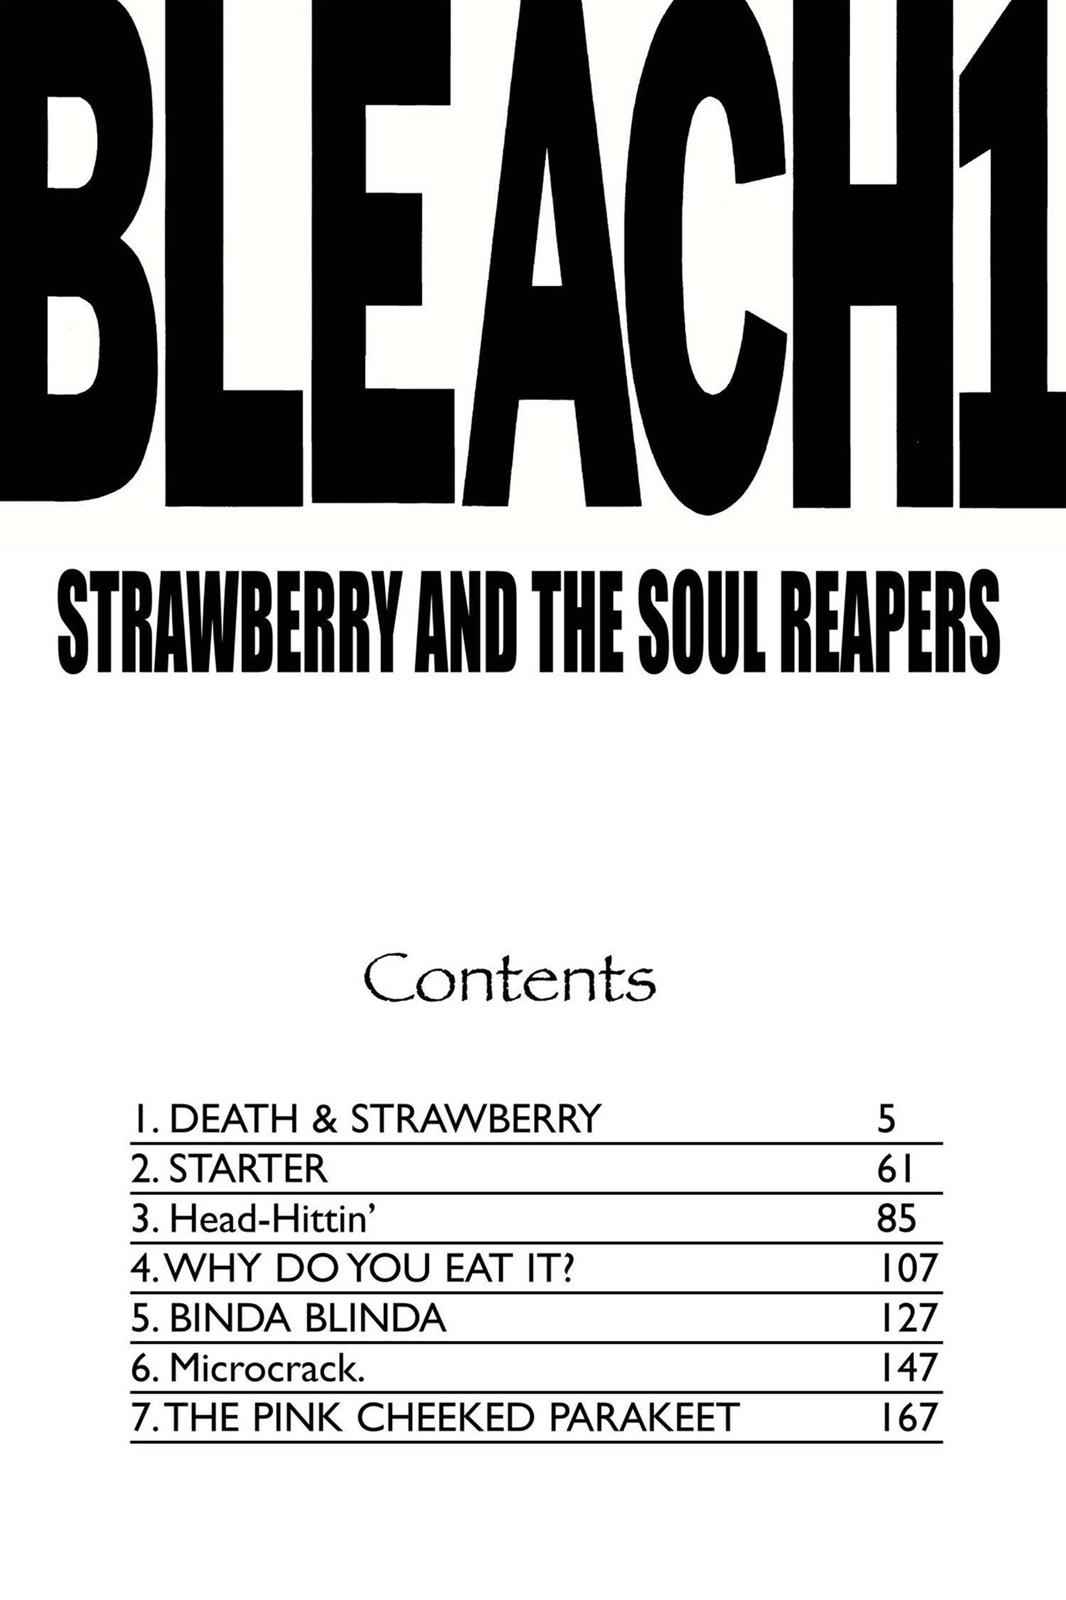 BLEACH1
STRAWBERRY AND THE SOUL REAPERS
Contents
1. DEATH & STRAWBERRY 5
2. STARTER 61
3. Head-Hittin’ 85
4. WHY DO YOU EAT IT? 107
5. BINDA BLINDA 127
6. Microcrack. 147
7. THE PINK CHEEKED PARAKEET 167